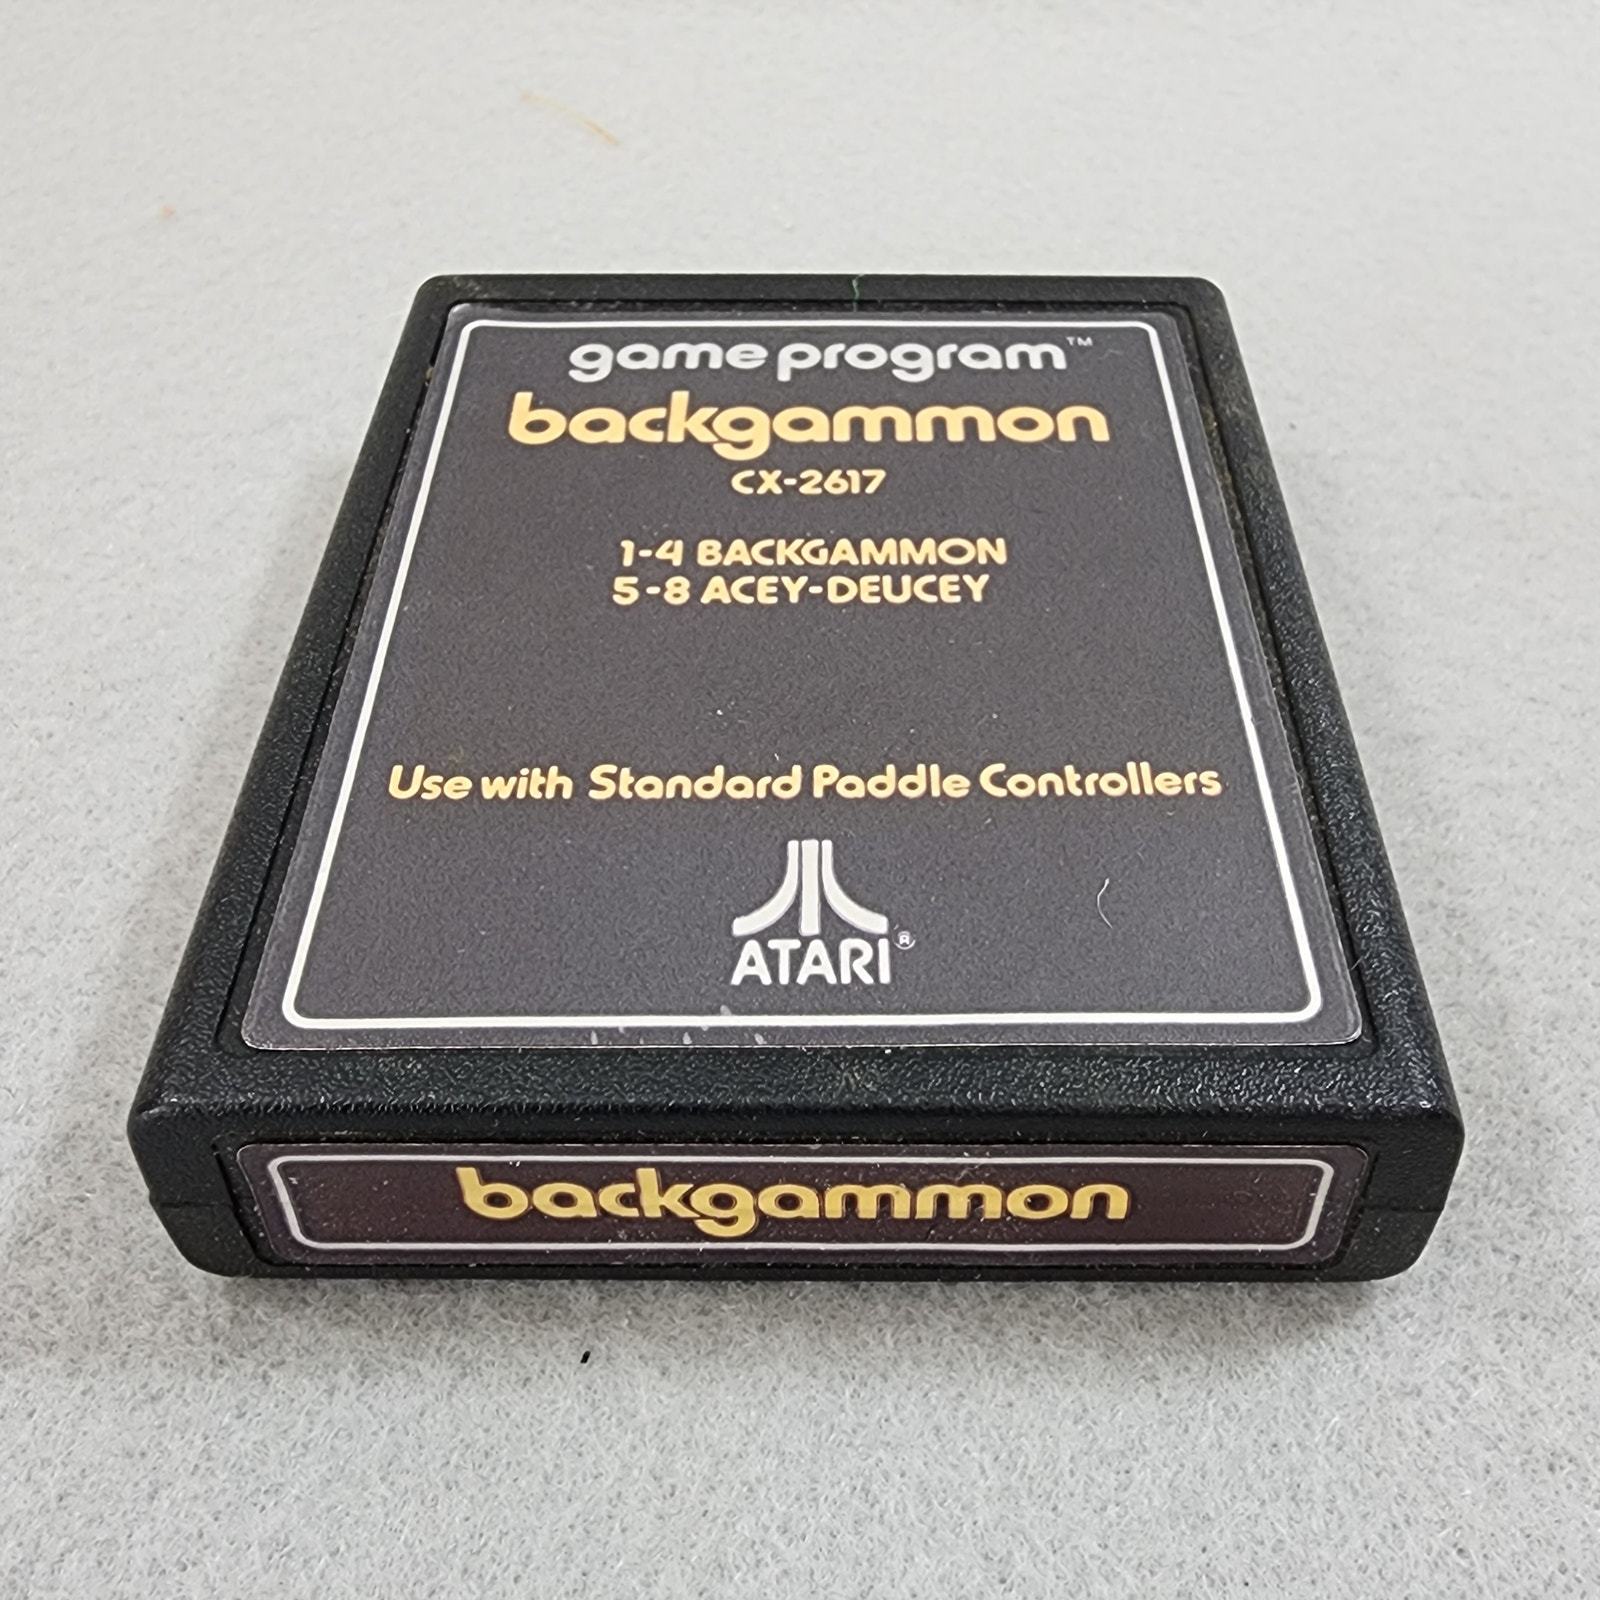 game program™
backgammon
CX-2617
1-4 BACKGAMMON
5-8 ACEY-DEUCEY
Use with Standard Paddle Controllers
ATARI®
backgammon